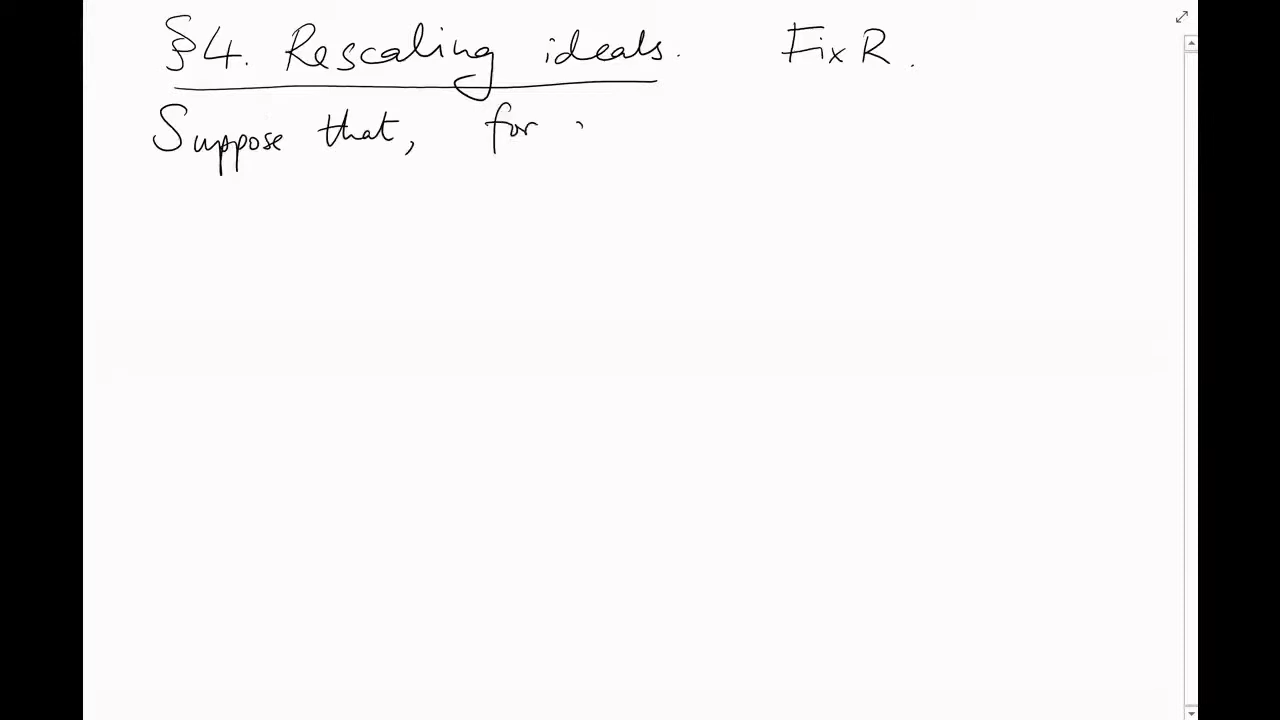 §4. Rescaling ideals. Fix R.
Suppose that, for